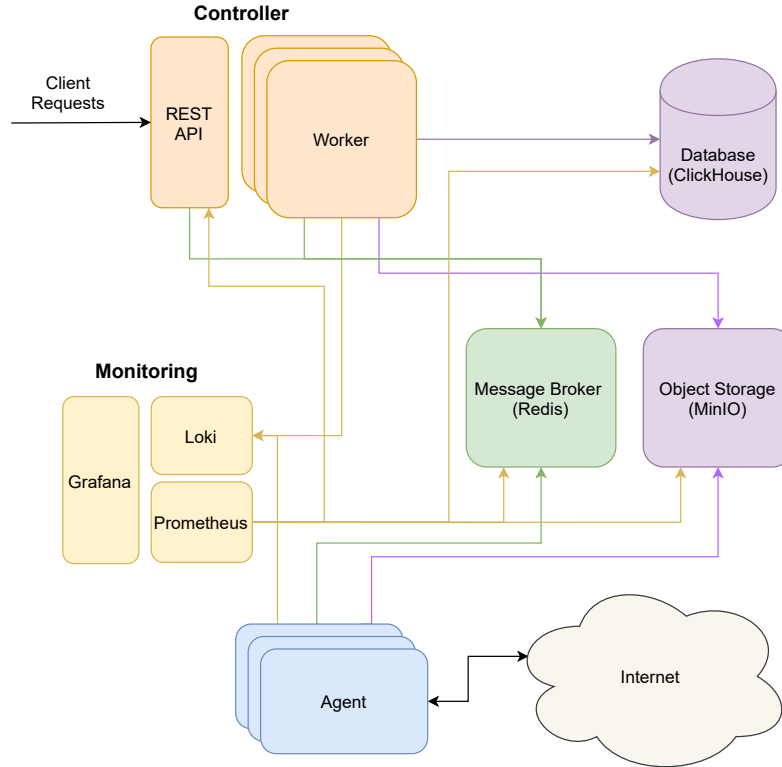 Controller
Client
Requests
REST
API
Worker
Database
(ClickHouse)
Monitoring
Grafana
Loki
Prometheus
Message Broker
(Redis)
Object Storage
(MinIO)
Agent
Internet